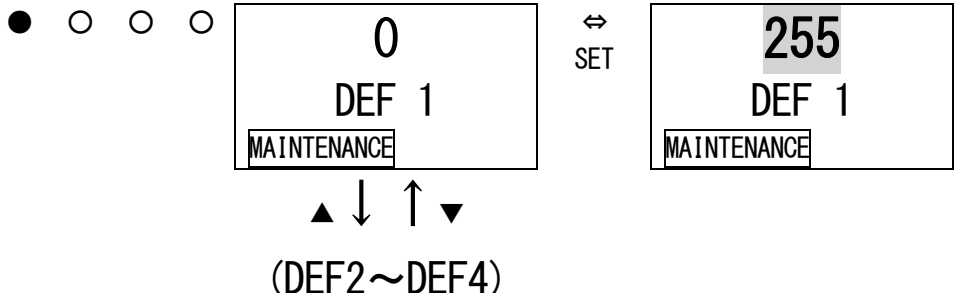 ● ○ ○ ○
0
DEF 1
MAINTENANCE
⇔
SET
255
DEF 1
MAINTENANCE
▲ ↓ ↑ ▼
(DEF2～DEF4)